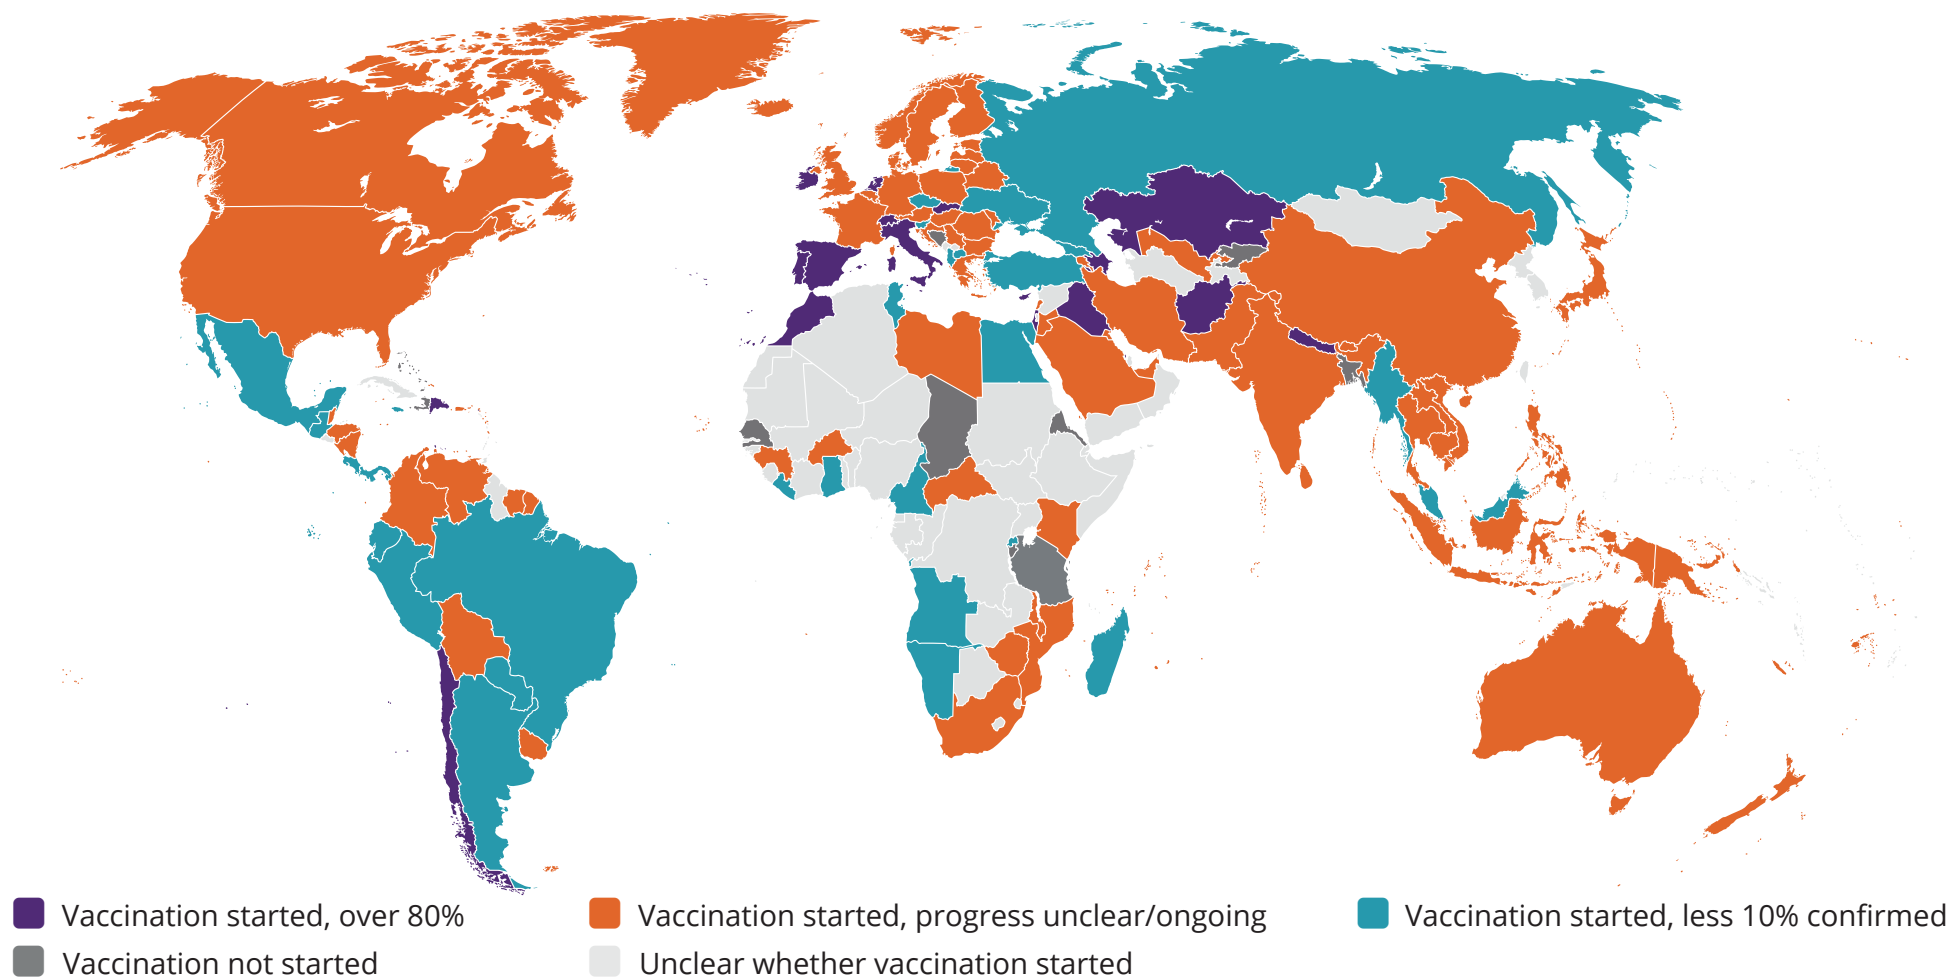 Vaccination started, over 80%
Vaccination started, progress unclear/ongoing
Vaccination started, less 10% confirmed
Vaccination not started
Unclear whether vaccination started